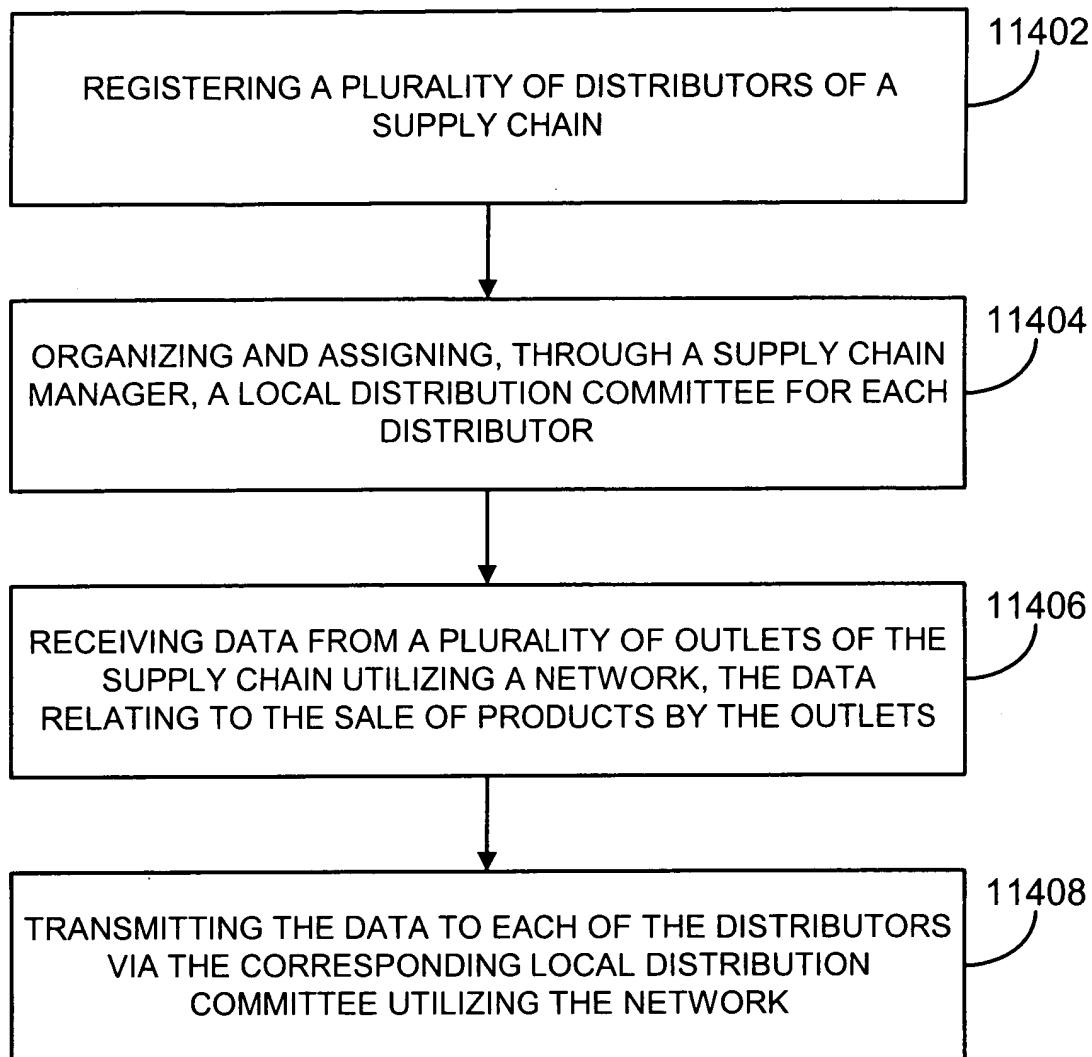 11402
REGISTERING A PLURALITY OF DISTRIBUTORS OF A
SUPPLY CHAIN
11404
ORGANIZING AND ASSIGNING, THROUGH A SUPPLY CHAIN
MANAGER, A LOCAL DISTRIBUTION COMMITTEE FOR EACH
DISTRIBUTOR
11406
RECEIVING DATA FROM A PLURALITY OF OUTLETS OF THE
SUPPLY CHAIN UTILIZING A NETWORK, THE DATA
RELATING TO THE SALE OF PRODUCTS BY THE OUTLETS
11408
TRANSMITTING THE DATA TO EACH OF THE DISTRIBUTORS
VIA THE CORRESPONDING LOCAL DISTRIBUTION
COMMITTEE UTILIZING THE NETWORK